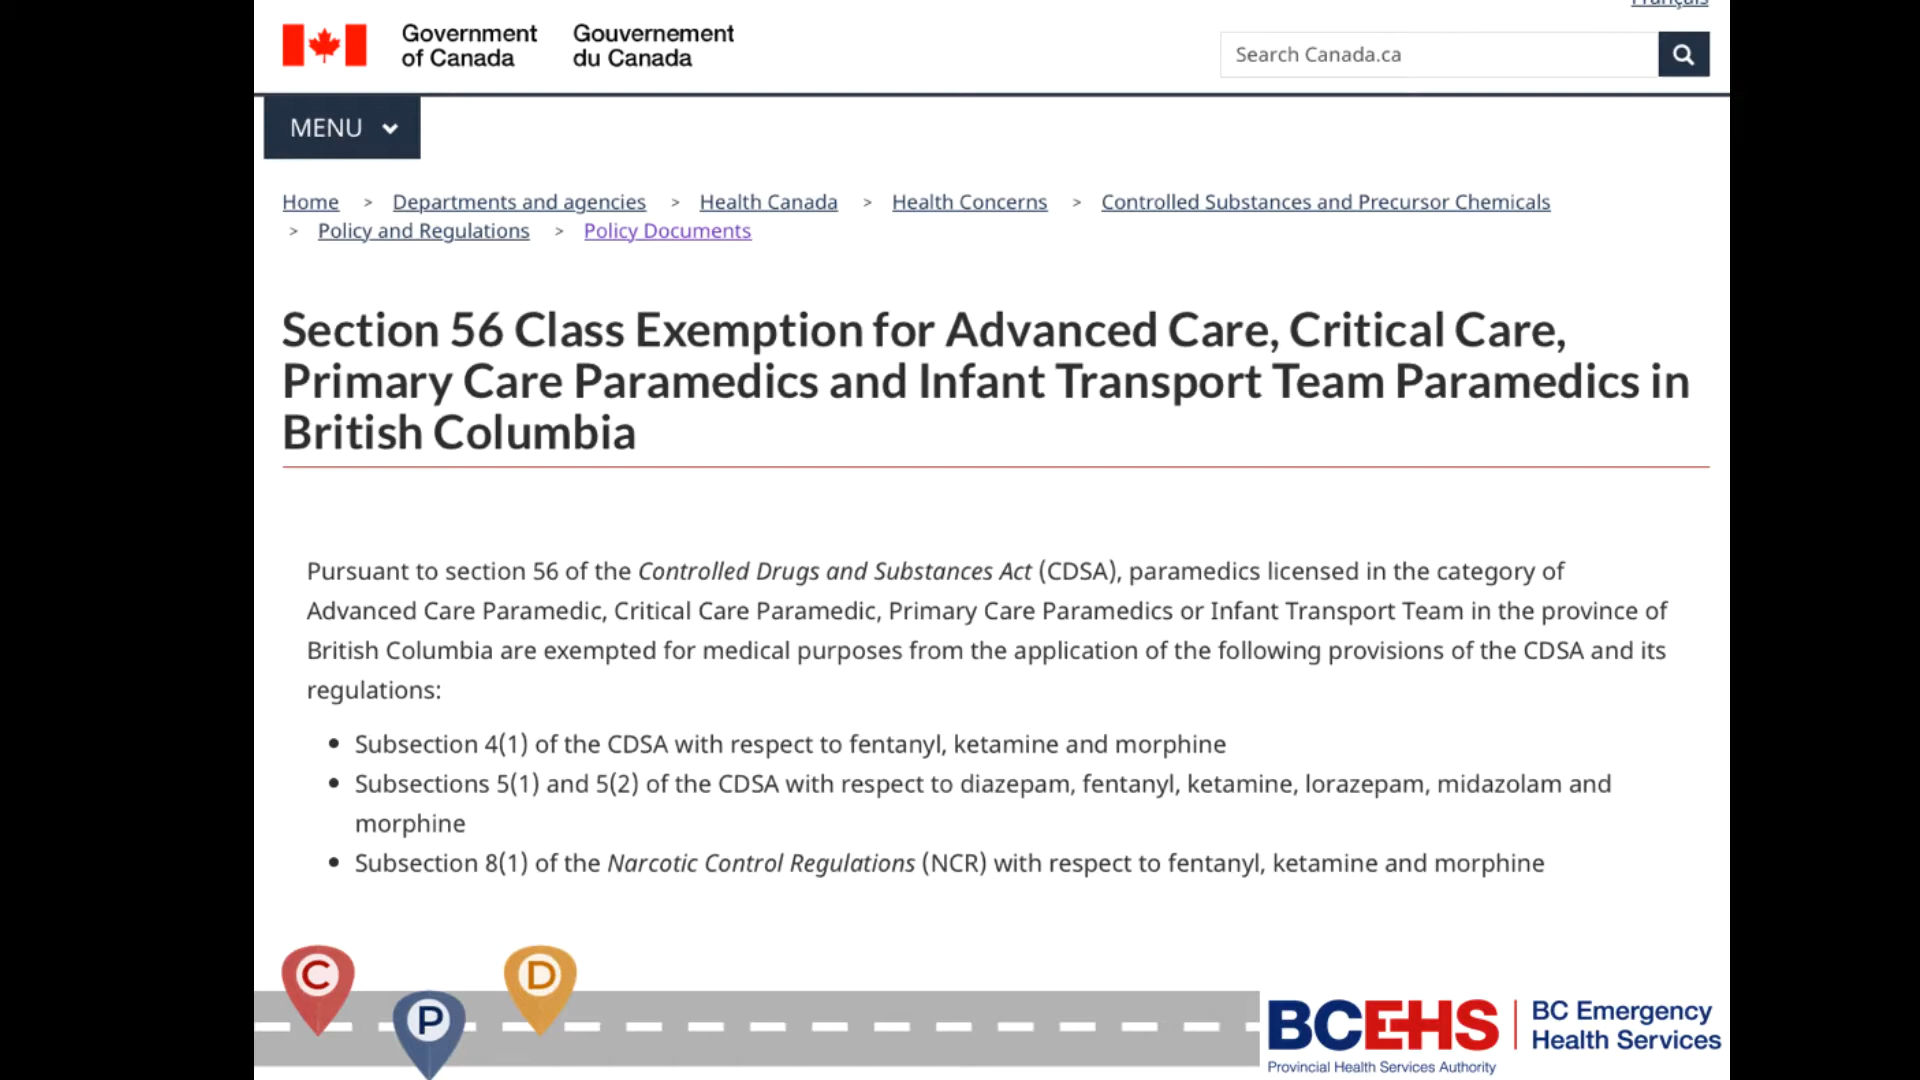 Français
Government of Canada
Gouvernement du Canada
Search Canada.ca
MENU
Home > Departments and agencies > Health Canada > Health Concerns > Controlled Substances and Precursor Chemicals
> Policy and Regulations > Policy Documents
Section 56 Class Exemption for Advanced Care, Critical Care,
Primary Care Paramedics and Infant Transport Team Paramedics in
British Columbia
Pursuant to section 56 of the Controlled Drugs and Substances Act (CDSA), paramedics licensed in the category of
Advanced Care Paramedic, Critical Care Paramedic, Primary Care Paramedics or Infant Transport Team in the province of
British Columbia are exempted for medical purposes from the application of the following provisions of the CDSA and its
regulations:
• Subsection 4(1) of the CDSA with respect to fentanyl, ketamine and morphine
• Subsections 5(1) and 5(2) of the CDSA with respect to diazepam, fentanyl, ketamine, lorazepam, midazolam and
morphine
• Subsection 8(1) of the Narcotic Control Regulations (NCR) with respect to fentanyl, ketamine and morphine
C
P
D
BCEHS
Provincial Health Services Authority
BC Emergency
Health Services